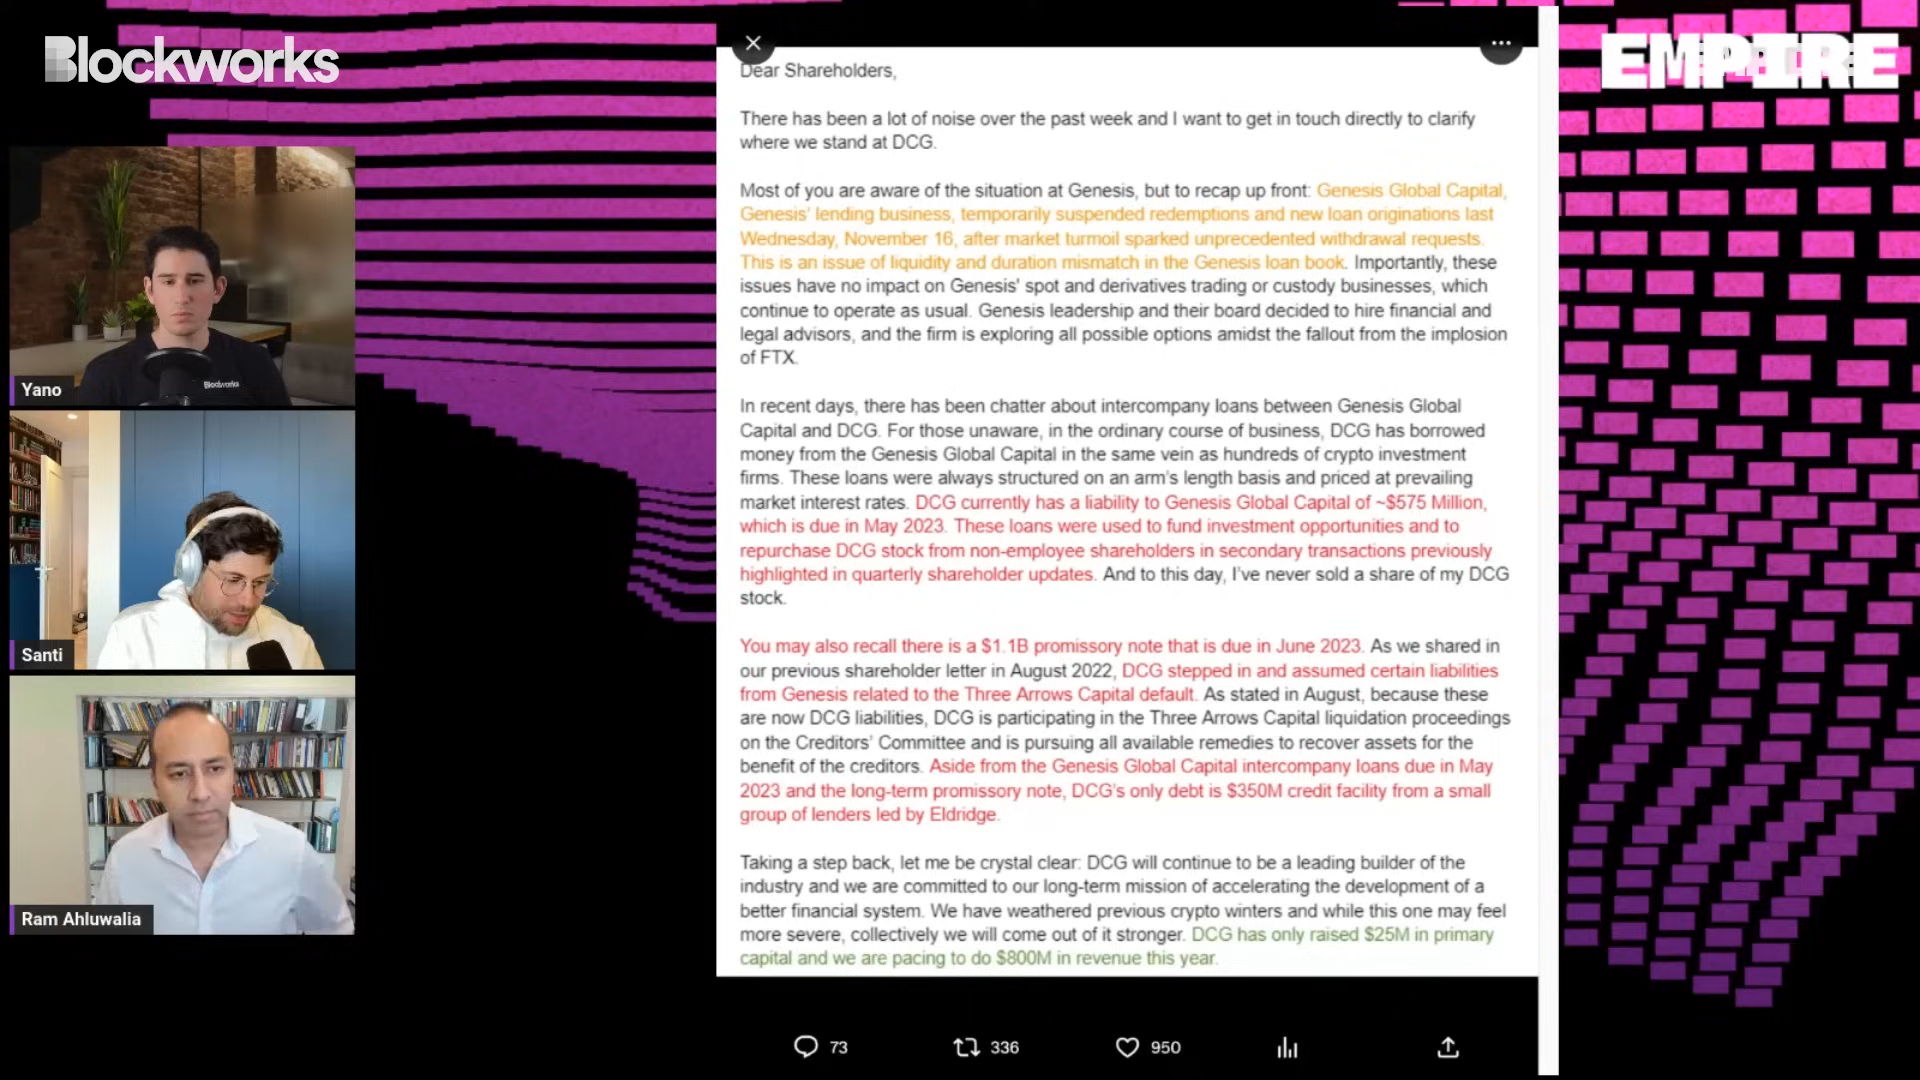 Blockworks
EMPIRE
Dear Shareholders,
There has been a lot of noise over the past week and I want to get in touch directly to clarify
where we stand at DCG.
Most of you are aware of the situation at Genesis, but to recap up front: Genesis Global Capital,
Genesis' lending business, temporarily suspended redemptions and new loan originations last
Wednesday, November 16, after market turmoil sparked unprecedented withdrawal requests.
This is an issue of liquidity and duration mismatch in the Genesis loan book. Importantly, these
issues have no impact on Genesis' spot and derivatives trading or custody businesses, which
continue to operate as usual. Genesis leadership and their board decided to hire financial and
legal advisors, and the firm is exploring all possible options amidst the fallout from the implosion
of FTX.
In recent days, there has been chatter about intercompany loans between Genesis Global
Capital and DCG. For those unaware, in the ordinary course of business, DCG has borrowed
money from the Genesis Global Capital in the same vein as hundreds of crypto investment
firms. These loans were always structured on an arm's length basis and priced at prevailing
market interest rates. DCG currently has a liability to Genesis Global Capital of ~$575 Million,
which is due in May 2023. These loans were used to fund investment opportunities and to
repurchase DCG stock from non-employee shareholders in secondary transactions previously
highlighted in quarterly shareholder updates. And to this day, I've never sold a share of my DCG
stock.
You may also recall there is a $1.1B promissory note that is due in June 2023. As we shared in
our previous shareholder letter in August 2022, DCG stepped in and assumed certain liabilities
from Genesis related to the Three Arrows Capital default. As stated in August, because these
are now DCG liabilities, DCG is participating in the Three Arrows Capital liquidation proceedings
on the Creditors' Committee and is pursuing all available remedies to recover assets for the
benefit of the creditors. Aside from the Genesis Global Capital intercompany loans due in May
2023 and the long-term promissory note, DCG's only debt is $350M credit facility from a small
group of lenders led by Eldridge.
Taking a step back, let me be crystal clear: DCG will continue to be a leading builder of the
industry and we are committed to our long-term mission of accelerating the development of a
better financial system. We have weathered previous crypto winters and while this one may feel
more severe, collectively we will come out of it stronger. DCG has only raised $25M in primary
capital and we are pacing to do $800M in revenue this year.
73
336
950
Blockworks
Yano
Santi
Ram Ahluwalia